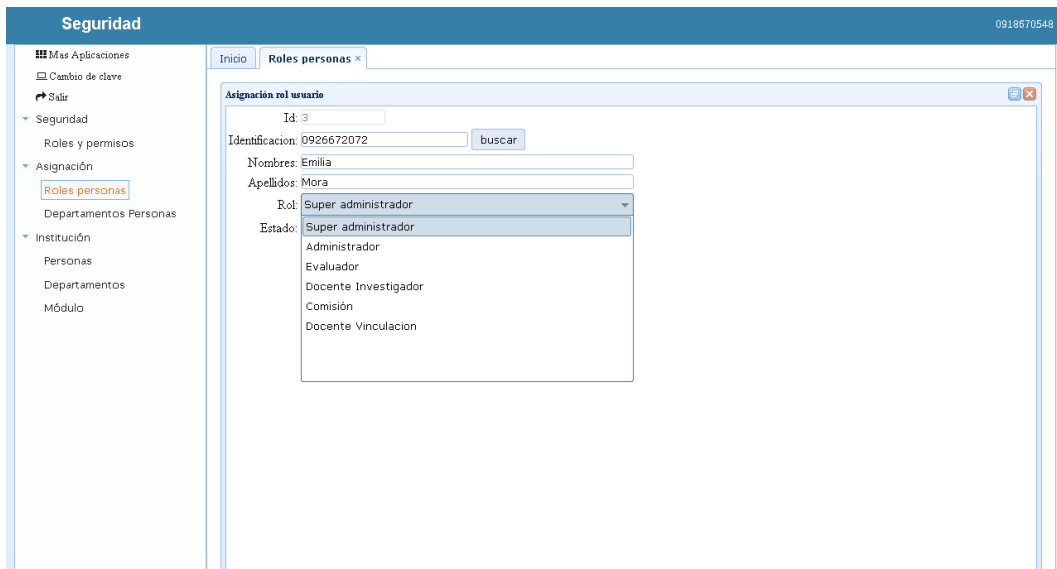 Seguridad
0918670548
Mas Aplicaciones
Cambio de clave
Salir
Seguridad
Roles y permisos
Asignación
Roles personas
Departamentos Personas
Institución
Personas
Departamentos
Módulo
Inicio
Roles personas ×
Asignación rol usuario
Id: 3
Identificacion: 0926672072 buscar
Nombres: Emilia
Apellidos: Mora
Rol: Super administrador
Estado: Super administrador
Administrador
Evaluador
Docente Investigador
Comisión
Docente Vinculacion